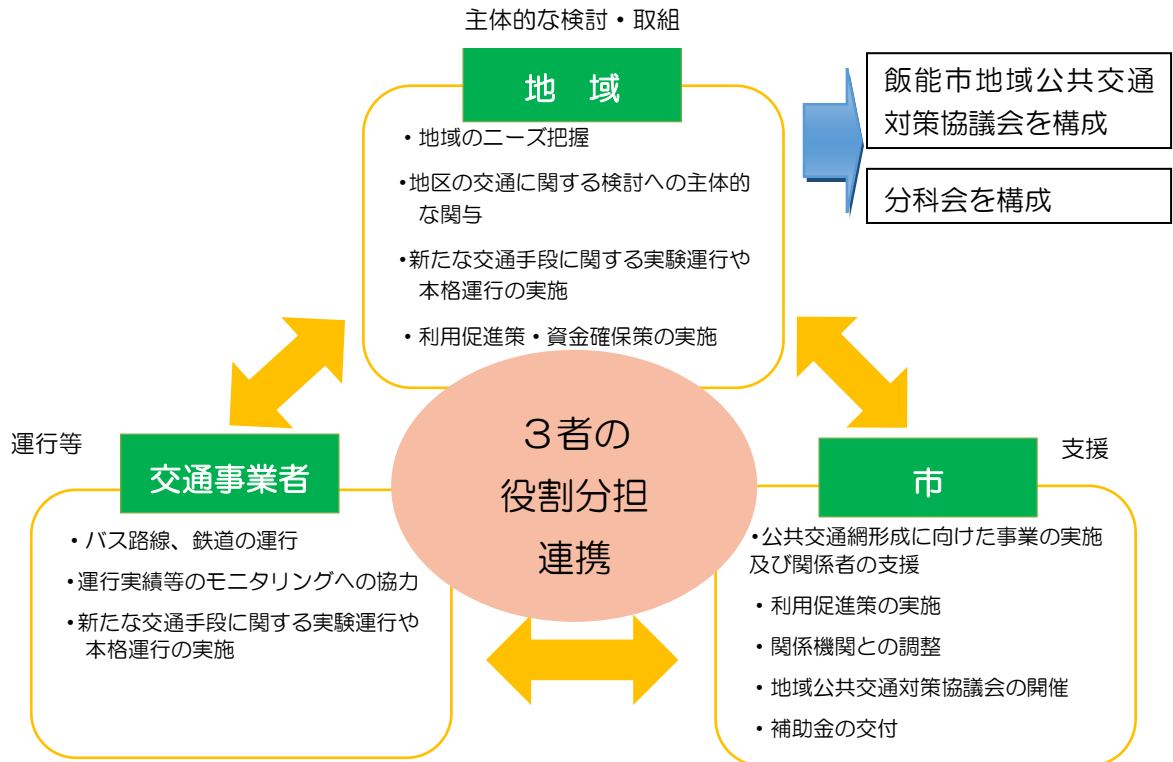 主体的な検討・取組
地 域
・地域のニーズ把握
・地区の交通に関する検討への主体的
な関与
・新たな交通手段に関する実験運行や
本格運行の実施
・利用促進策・資金確保策の実施
飯能市地域公共交通
対策協議会を構成
分科会を構成
3者の
役割分担
連携
運行等
交通事業者
・バス路線、鉄道の運行
・運行実績等のモニタリングへの協力
・新たな交通手段に関する実験運行や
本格運行の実施
支援
市
・公共交通網形成に向けた事業の実施
及び関係者の支援
・利用促進策の実施
・関係機関との調整
・地域公共交通対策協議会の開催
・補助金の交付